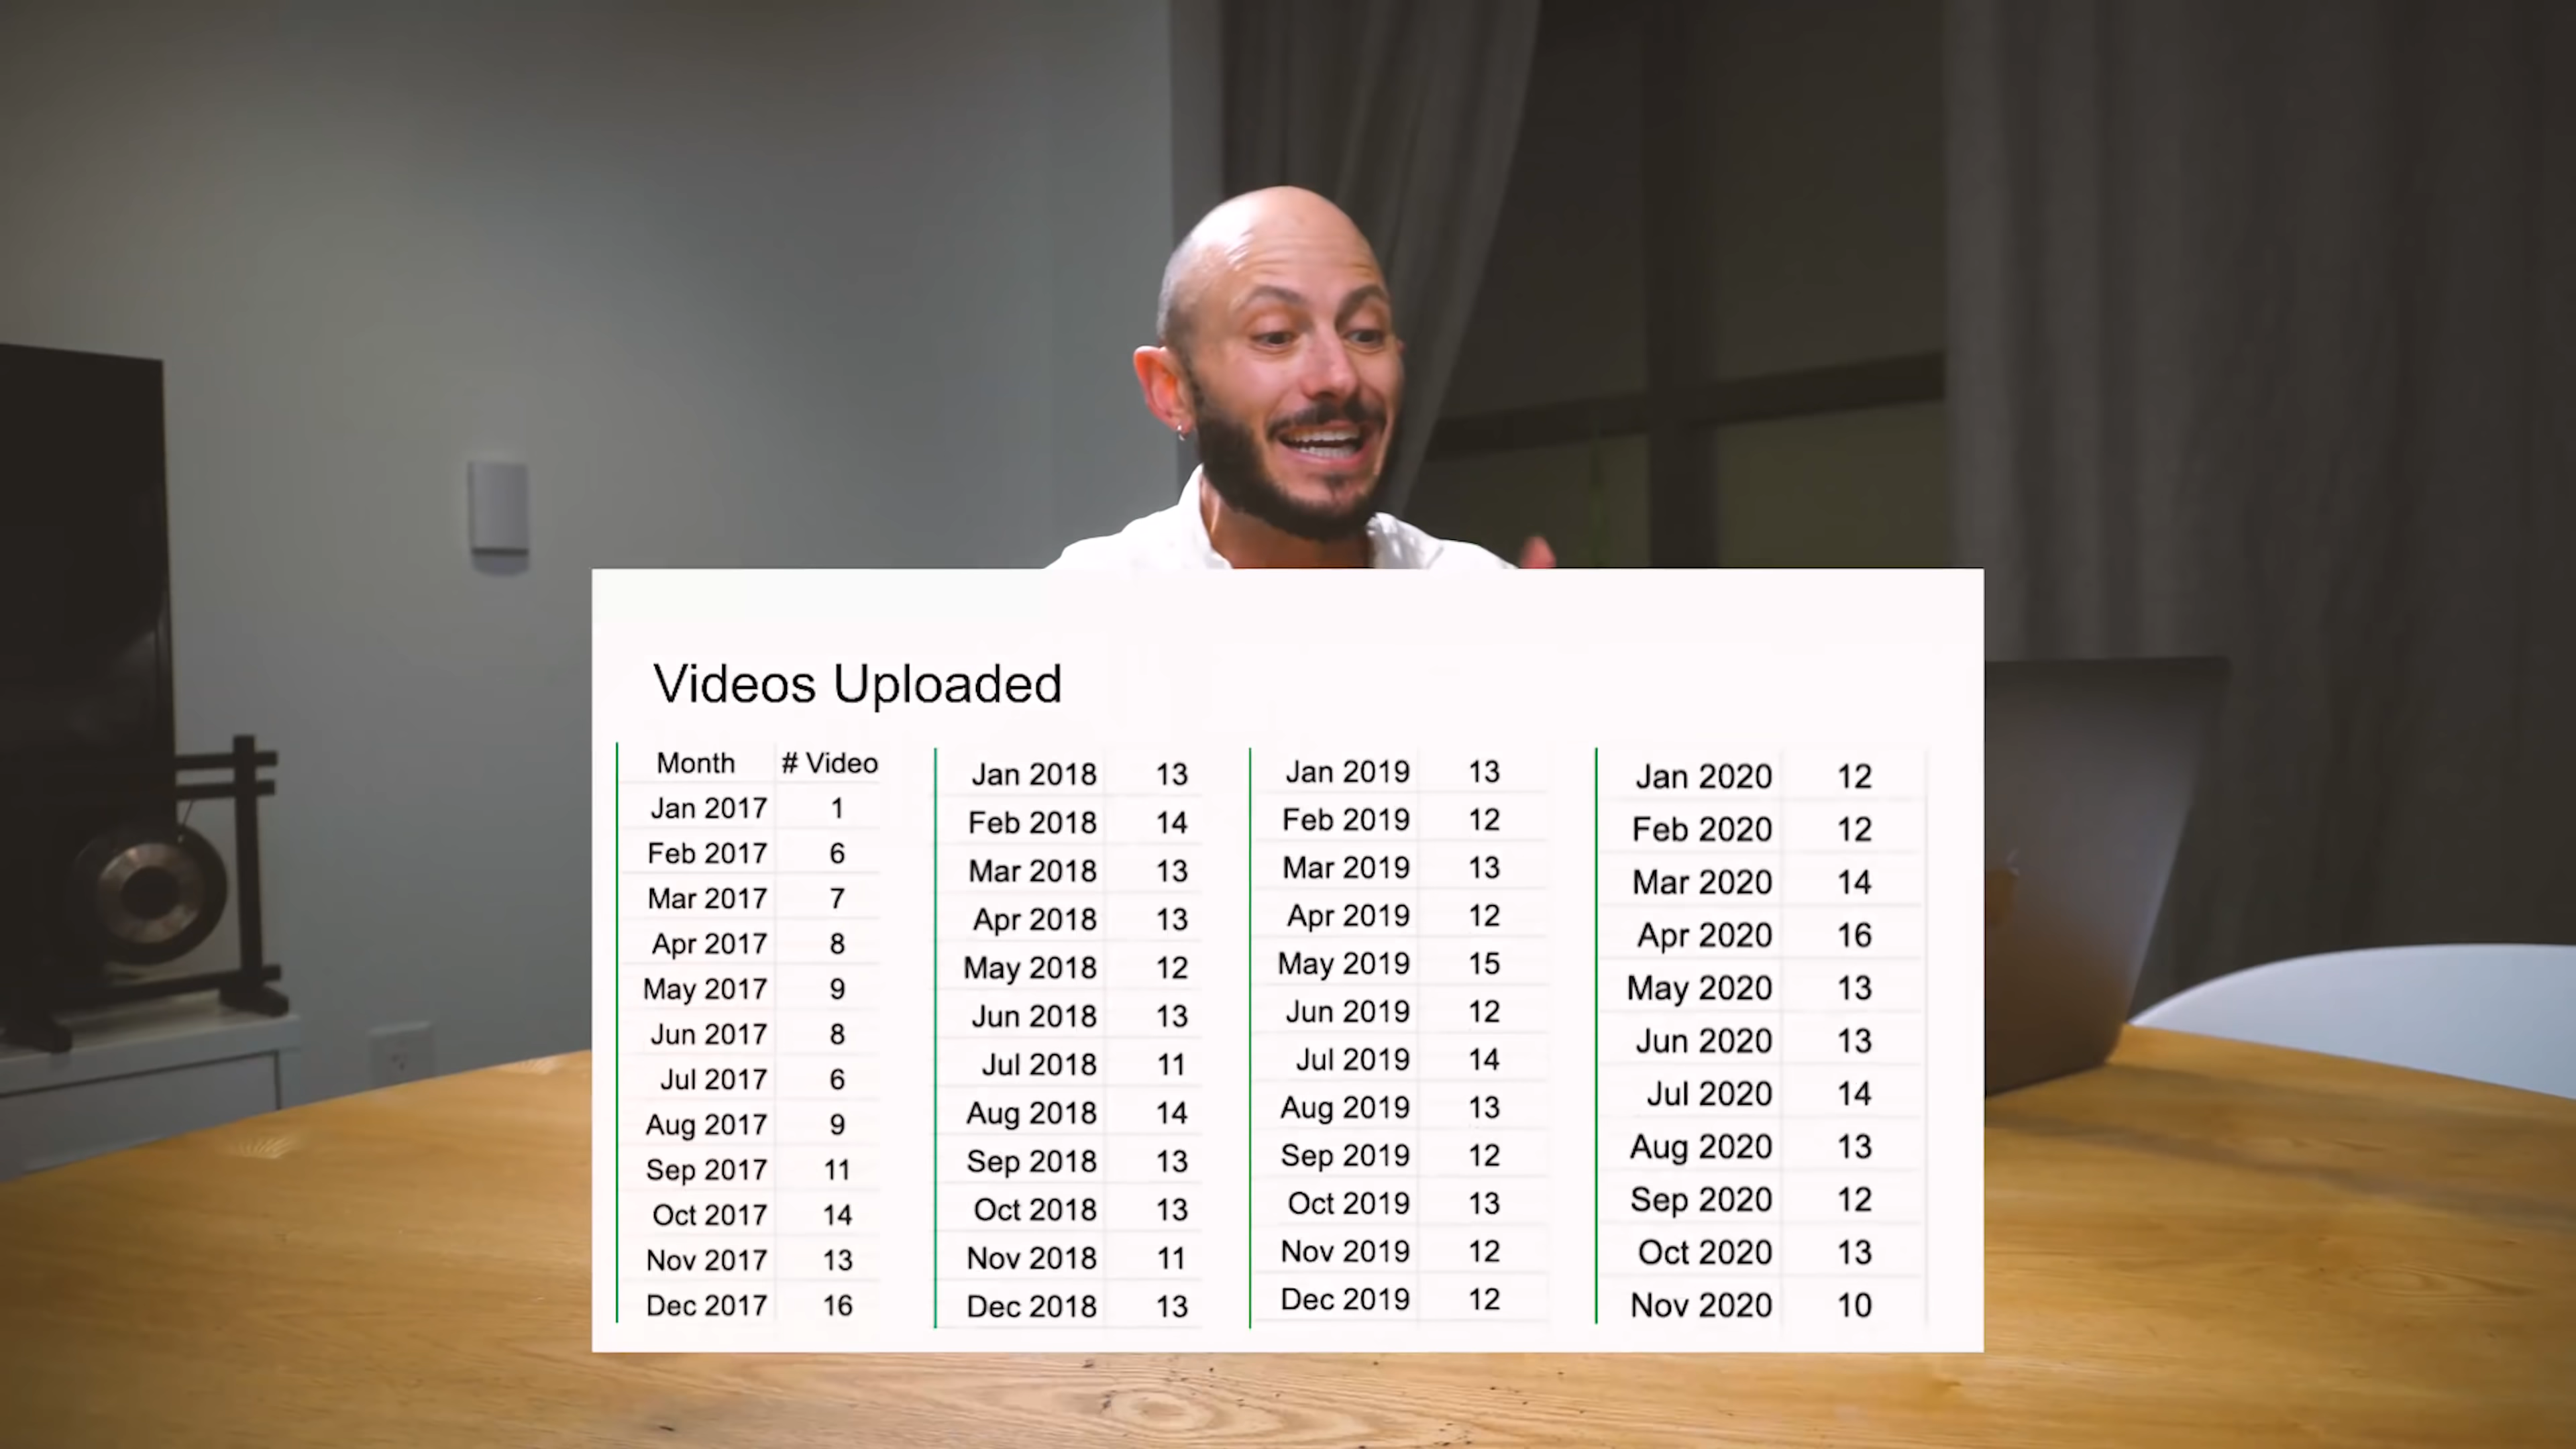 Videos Uploaded
Month # Video
Jan 2017 1
Feb 2017 6
Mar 2017 7
Apr 2017 8
May 2017 9
Jun 2017 8
Jul 2017 6
Aug 2017 9
Sep 2017 11
Oct 2017 14
Nov 2017 13
Dec 2017 16
Jan 2018 13
Feb 2018 14
Mar 2018 13
Apr 2018 13
May 2018 12
Jun 2018 13
Jul 2018 11
Aug 2018 14
Sep 2018 13
Oct 2018 13
Nov 2018 11
Dec 2018 13
Jan 2019 13
Feb 2019 12
Mar 2019 13
Apr 2019 12
May 2019 15
Jun 2019 12
Jul 2019 14
Aug 2019 13
Sep 2019 12
Oct 2019 13
Nov 2019 12
Dec 2019 12
Jan 2020 12
Feb 2020 12
Mar 2020 14
Apr 2020 16
May 2020 13
Jun 2020 13
Jul 2020 14
Aug 2020 13
Sep 2020 12
Oct 2020 13
Nov 2020 10